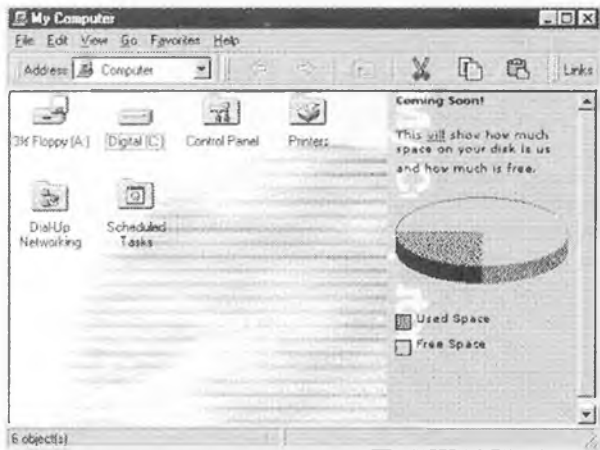 My Computer
File Edit View Go Favorites Help
Address Computer Links
3½ Floppy (A:) Digital (C:) Control Panel Printers
Dial-Up Networking
Scheduled Tasks
Coming Soon!
This will show how much
space on your disk is us
and how much is free.
Used Space
Free Space
6 object(s)